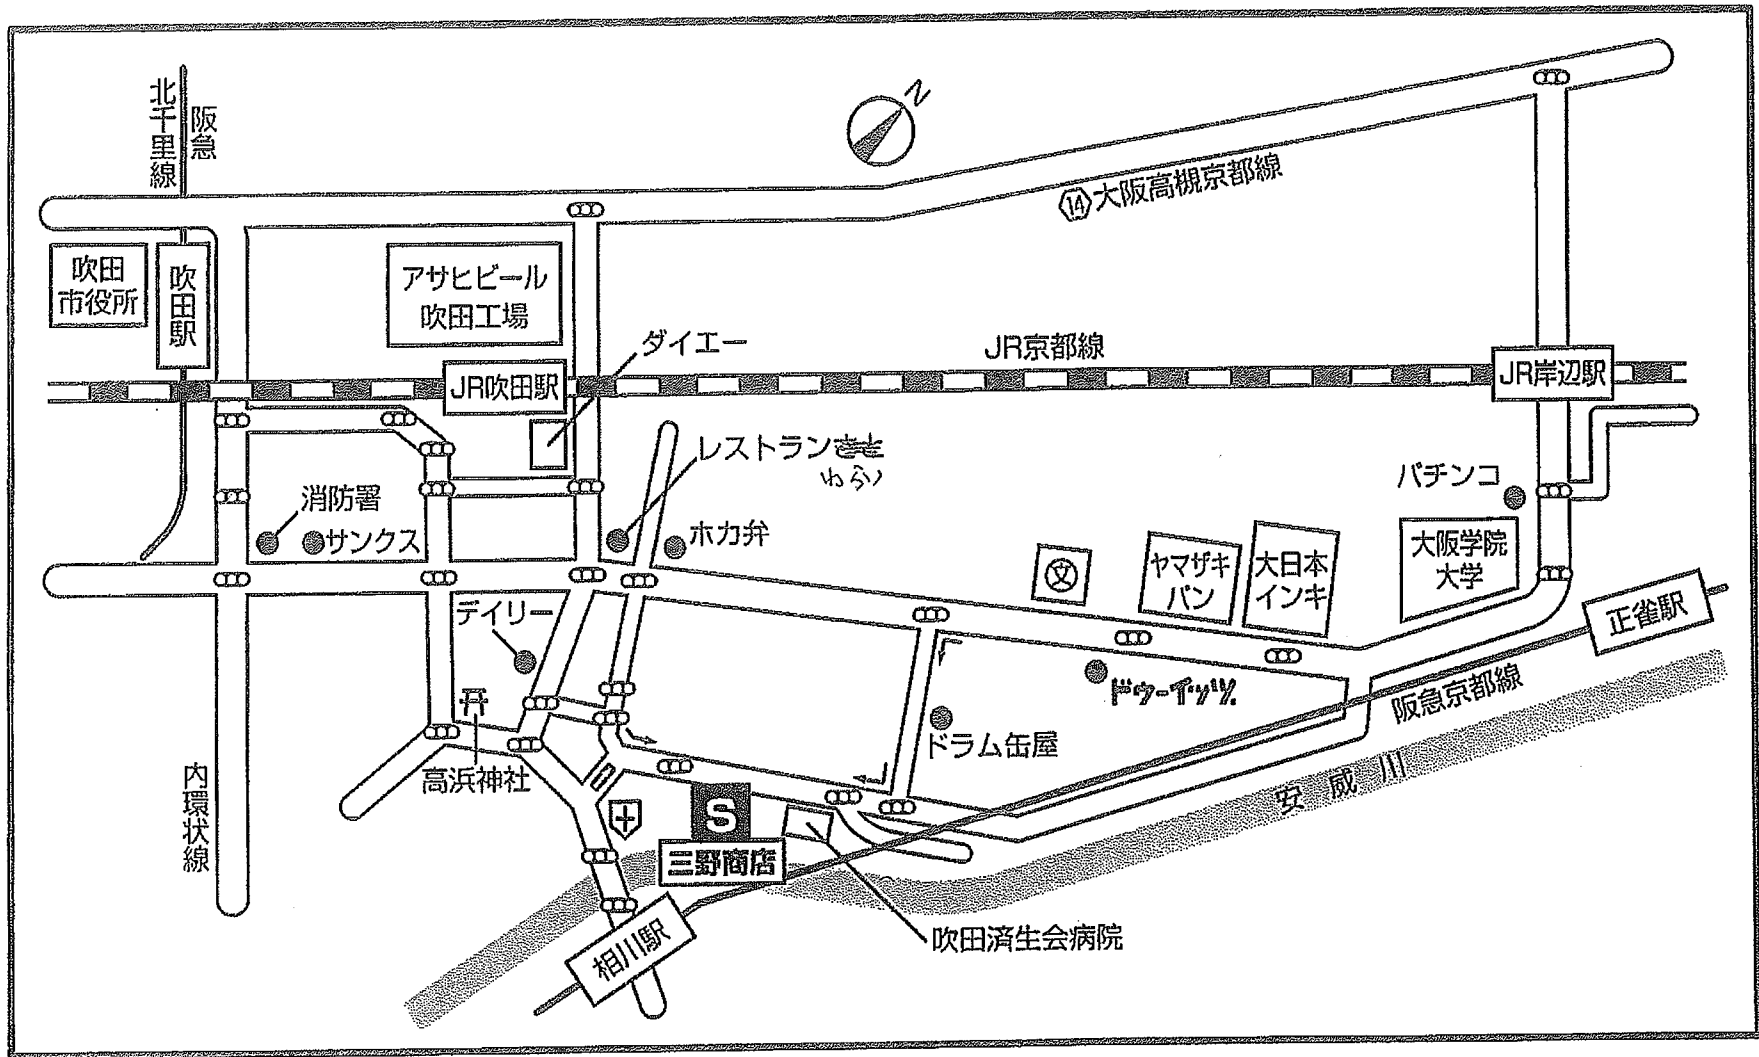 北千里線
阪急
N
⑭大阪高槻京都線
吹田
市役所
吹田駅
アサヒビール
吹田工場
ダイエー
JR京都線
JR吹田駅
JR岸辺駅
レストランさと
わふい
パチンコ
消防署
サンクス
ホカ弁
文
ヤマザキ
パン
大日本
インキ
大阪学院
大学
正雀駅
デイリー
ドゥーイッツ
阪急京都線
ドラム缶屋
高浜神社
安威川
内環状線
S
三野商店
吹田済生会病院
相川駅